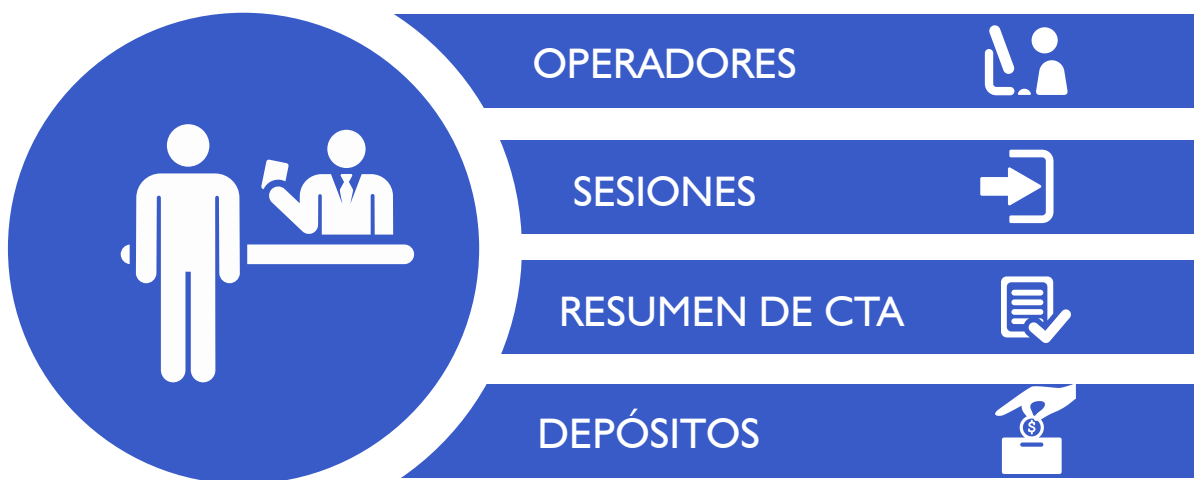 OPERADORES
SESIONES
RESUMEN DE CTA
DEPÓSITOS
$